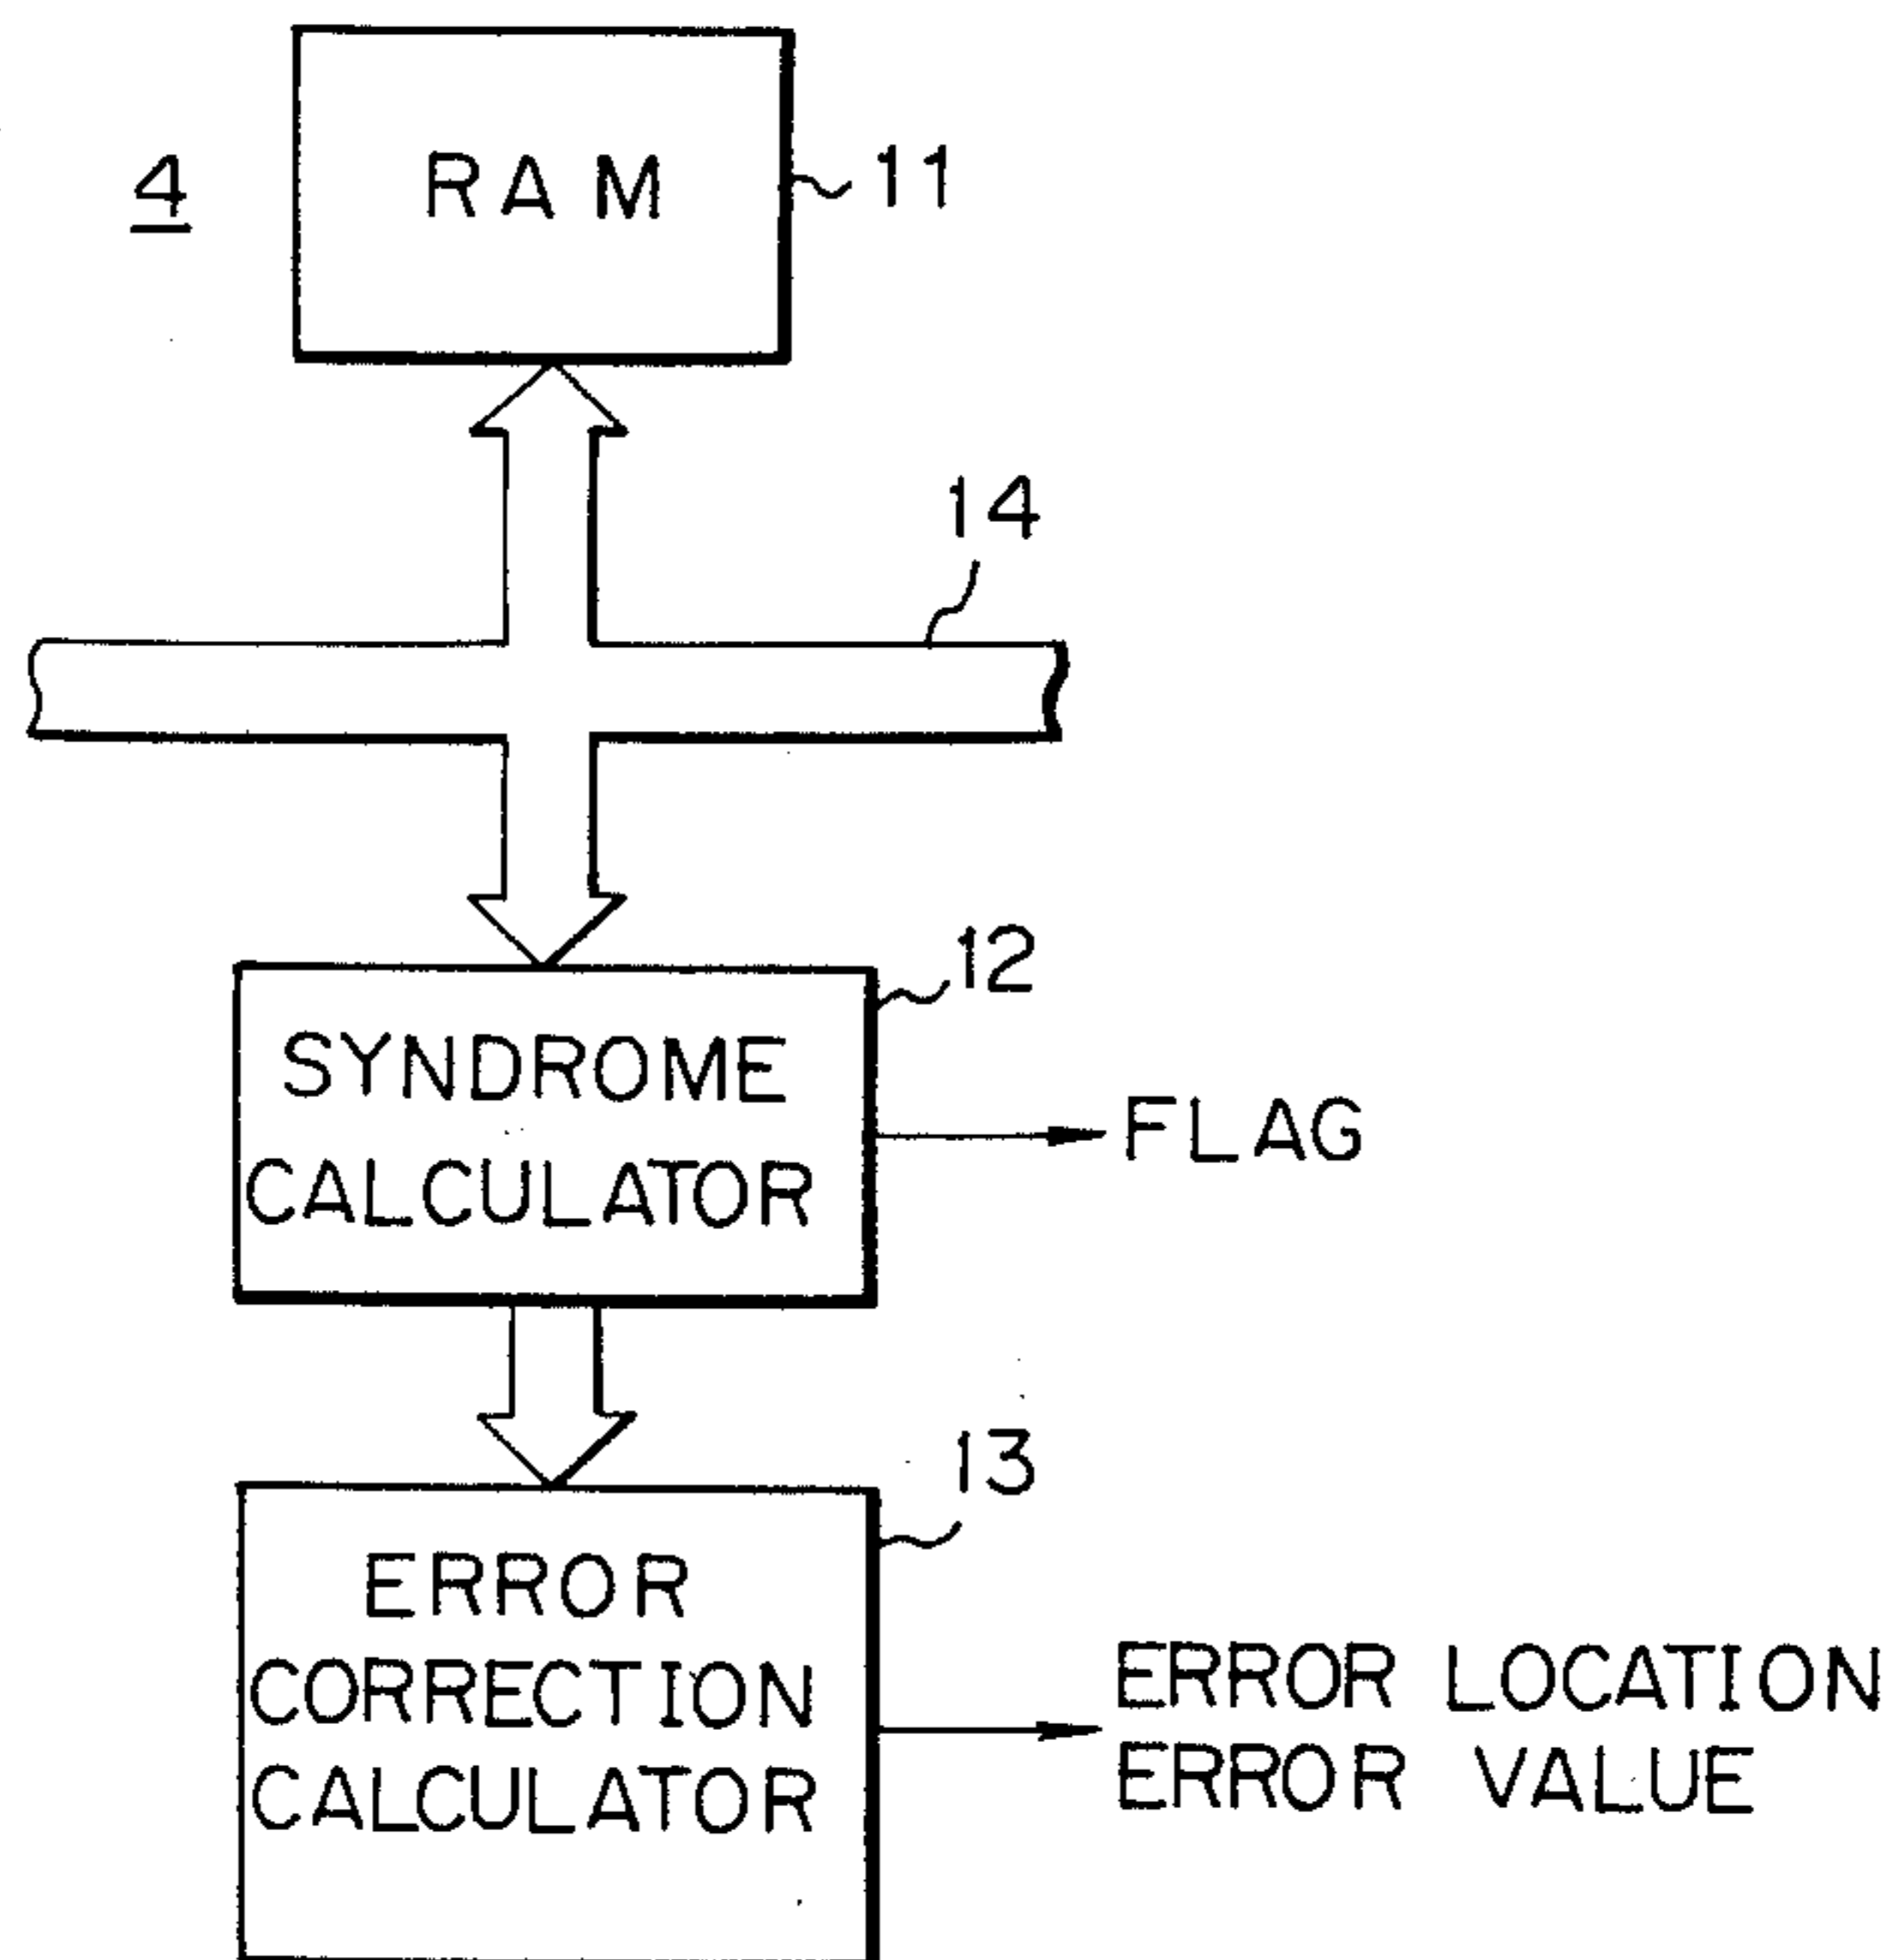 4
RAM
11
14
12
SYNDROME
CALCULATOR
FLAG
13
ERROR
CORRECTION
CALCULATOR
ERROR LOCATION
ERROR VALUE